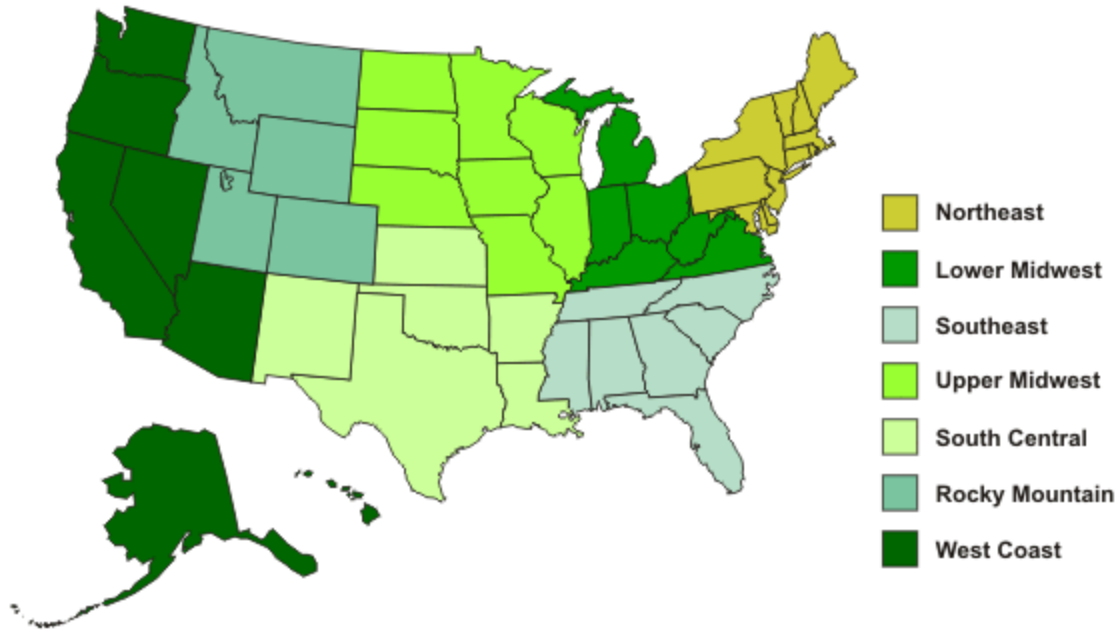 Northeast
Lower Midwest
Southeast
Upper Midwest
South Central
Rocky Mountain
West Coast